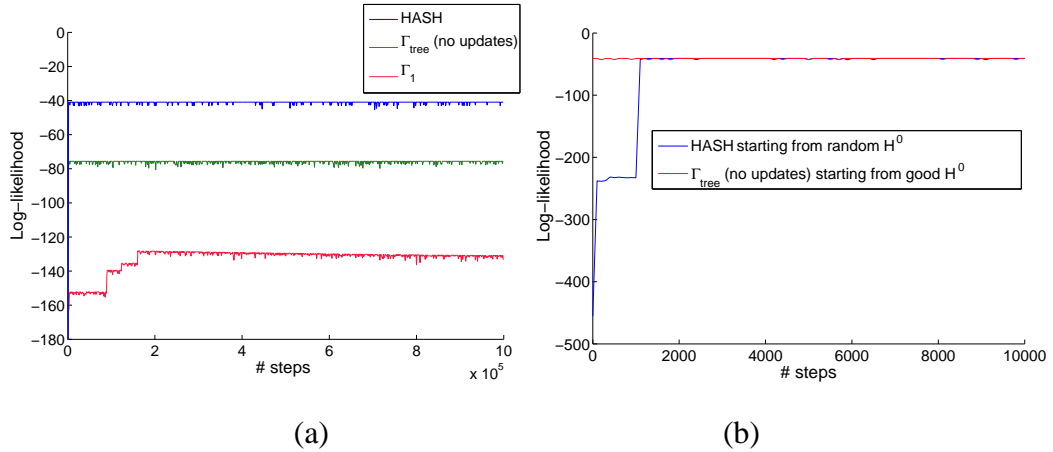 HASH
Γtree (no updates)
Γ1
0
−20
−40
−60
−80
−100
−120
−140
−160
−180
Log−likelihood
0 2 4 6 8 10
x 10^5
# steps
(a)
0
−100
−200
−300
−400
−500
Log−likelihood
HASH starting from random H^0
Γtree (no updates) starting from good H^0
0 2000 4000 6000 8000 10000
# steps
(b)